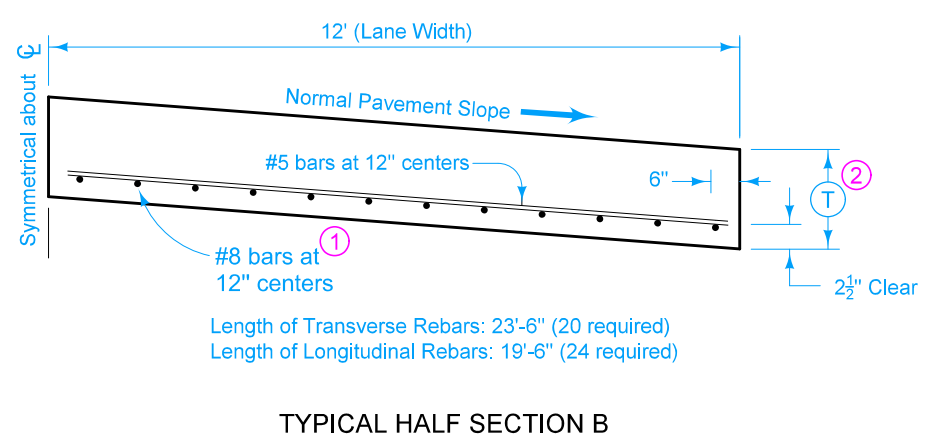 12' (Lane Width)
Symmetrical about ℄
Normal Pavement Slope
#5 bars at 12" centers
6"
2
T
1
#8 bars at
12" centers
2½" Clear
Length of Transverse Rebars: 23'-6" (20 required)
Length of Longitudinal Rebars: 19'-6" (24 required)
TYPICAL HALF SECTION B